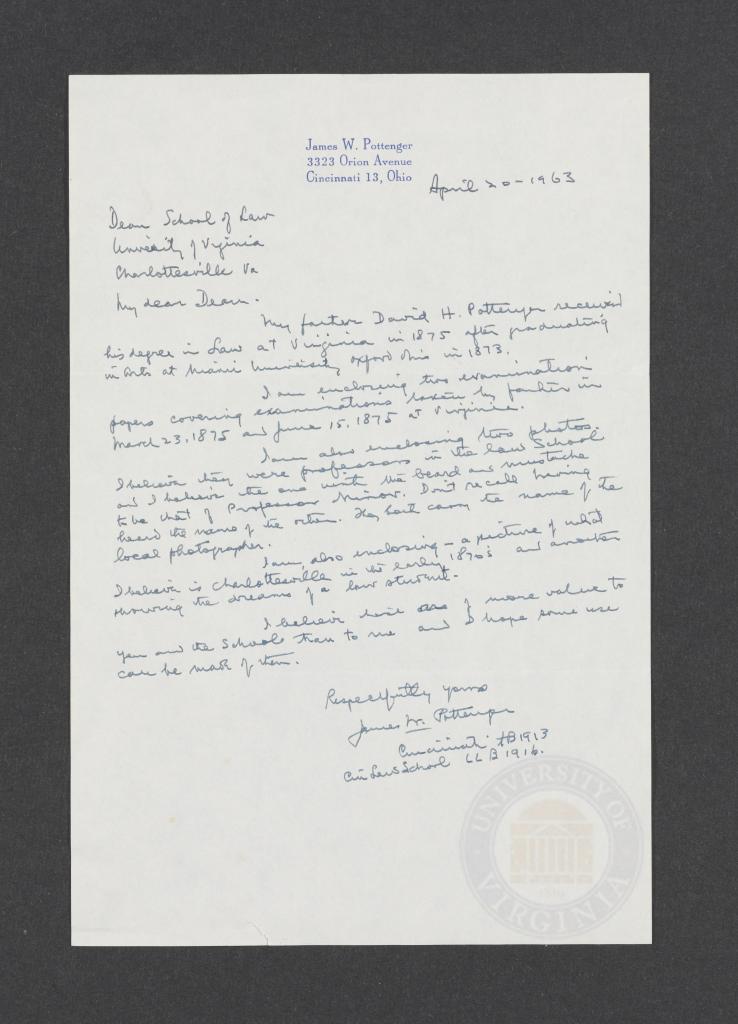 James W. Pottenger
3323 Orion Avenue
Cincinnati 13, Ohio
April 20-1963
Dean School of Law
University of Virginia
Charlottesville Va
My dear Dean.
My father David H. Pottenger received
his degree in Law at Virginia in 1875 after graduating
in arts at Miami University Oxford Ohio in 1873.
I am enclosing two examination
papers covering examinations taken by father in
March 23, 1875 and June 15, 1875 at Virginia.
I am also enclosing two photos.
I believe they were professors in the Law School
and I believe the one with the beard and mustache
to be that of Professor Minor. Don't recall having
heard the name of the other. They both carry the name of the
local photographer.
I am, also enclosing - a picture of what
I believe is Charlottesville in the early 1870's and another
showing the dreams of a law student.
I believe of more value to
you and the School than to me and I hope some use
can be made of them.
Respectfully yours
James W. Pottenger
Cincinnati AB 1913
Cin Law School LLB 1916.
UNIVERSITY OF
VIRGINIA